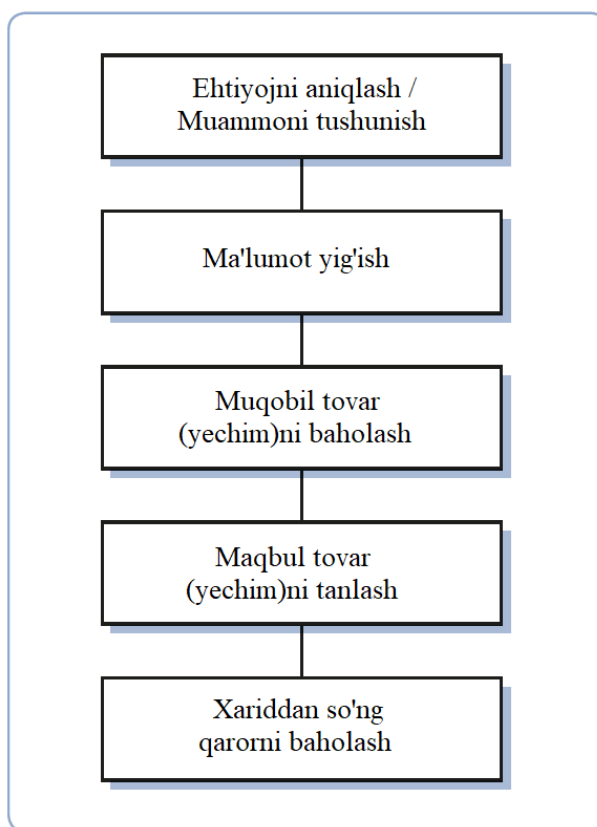 Ehtiyojni aniqlash /
Muammoni tushunish
Ma'lumot yig'ish
Muqobil tovar
(yechim)ni baholash
Maqbul tovar
(yechim)ni tanlash
Xariddan so'ng
qarorni baholash